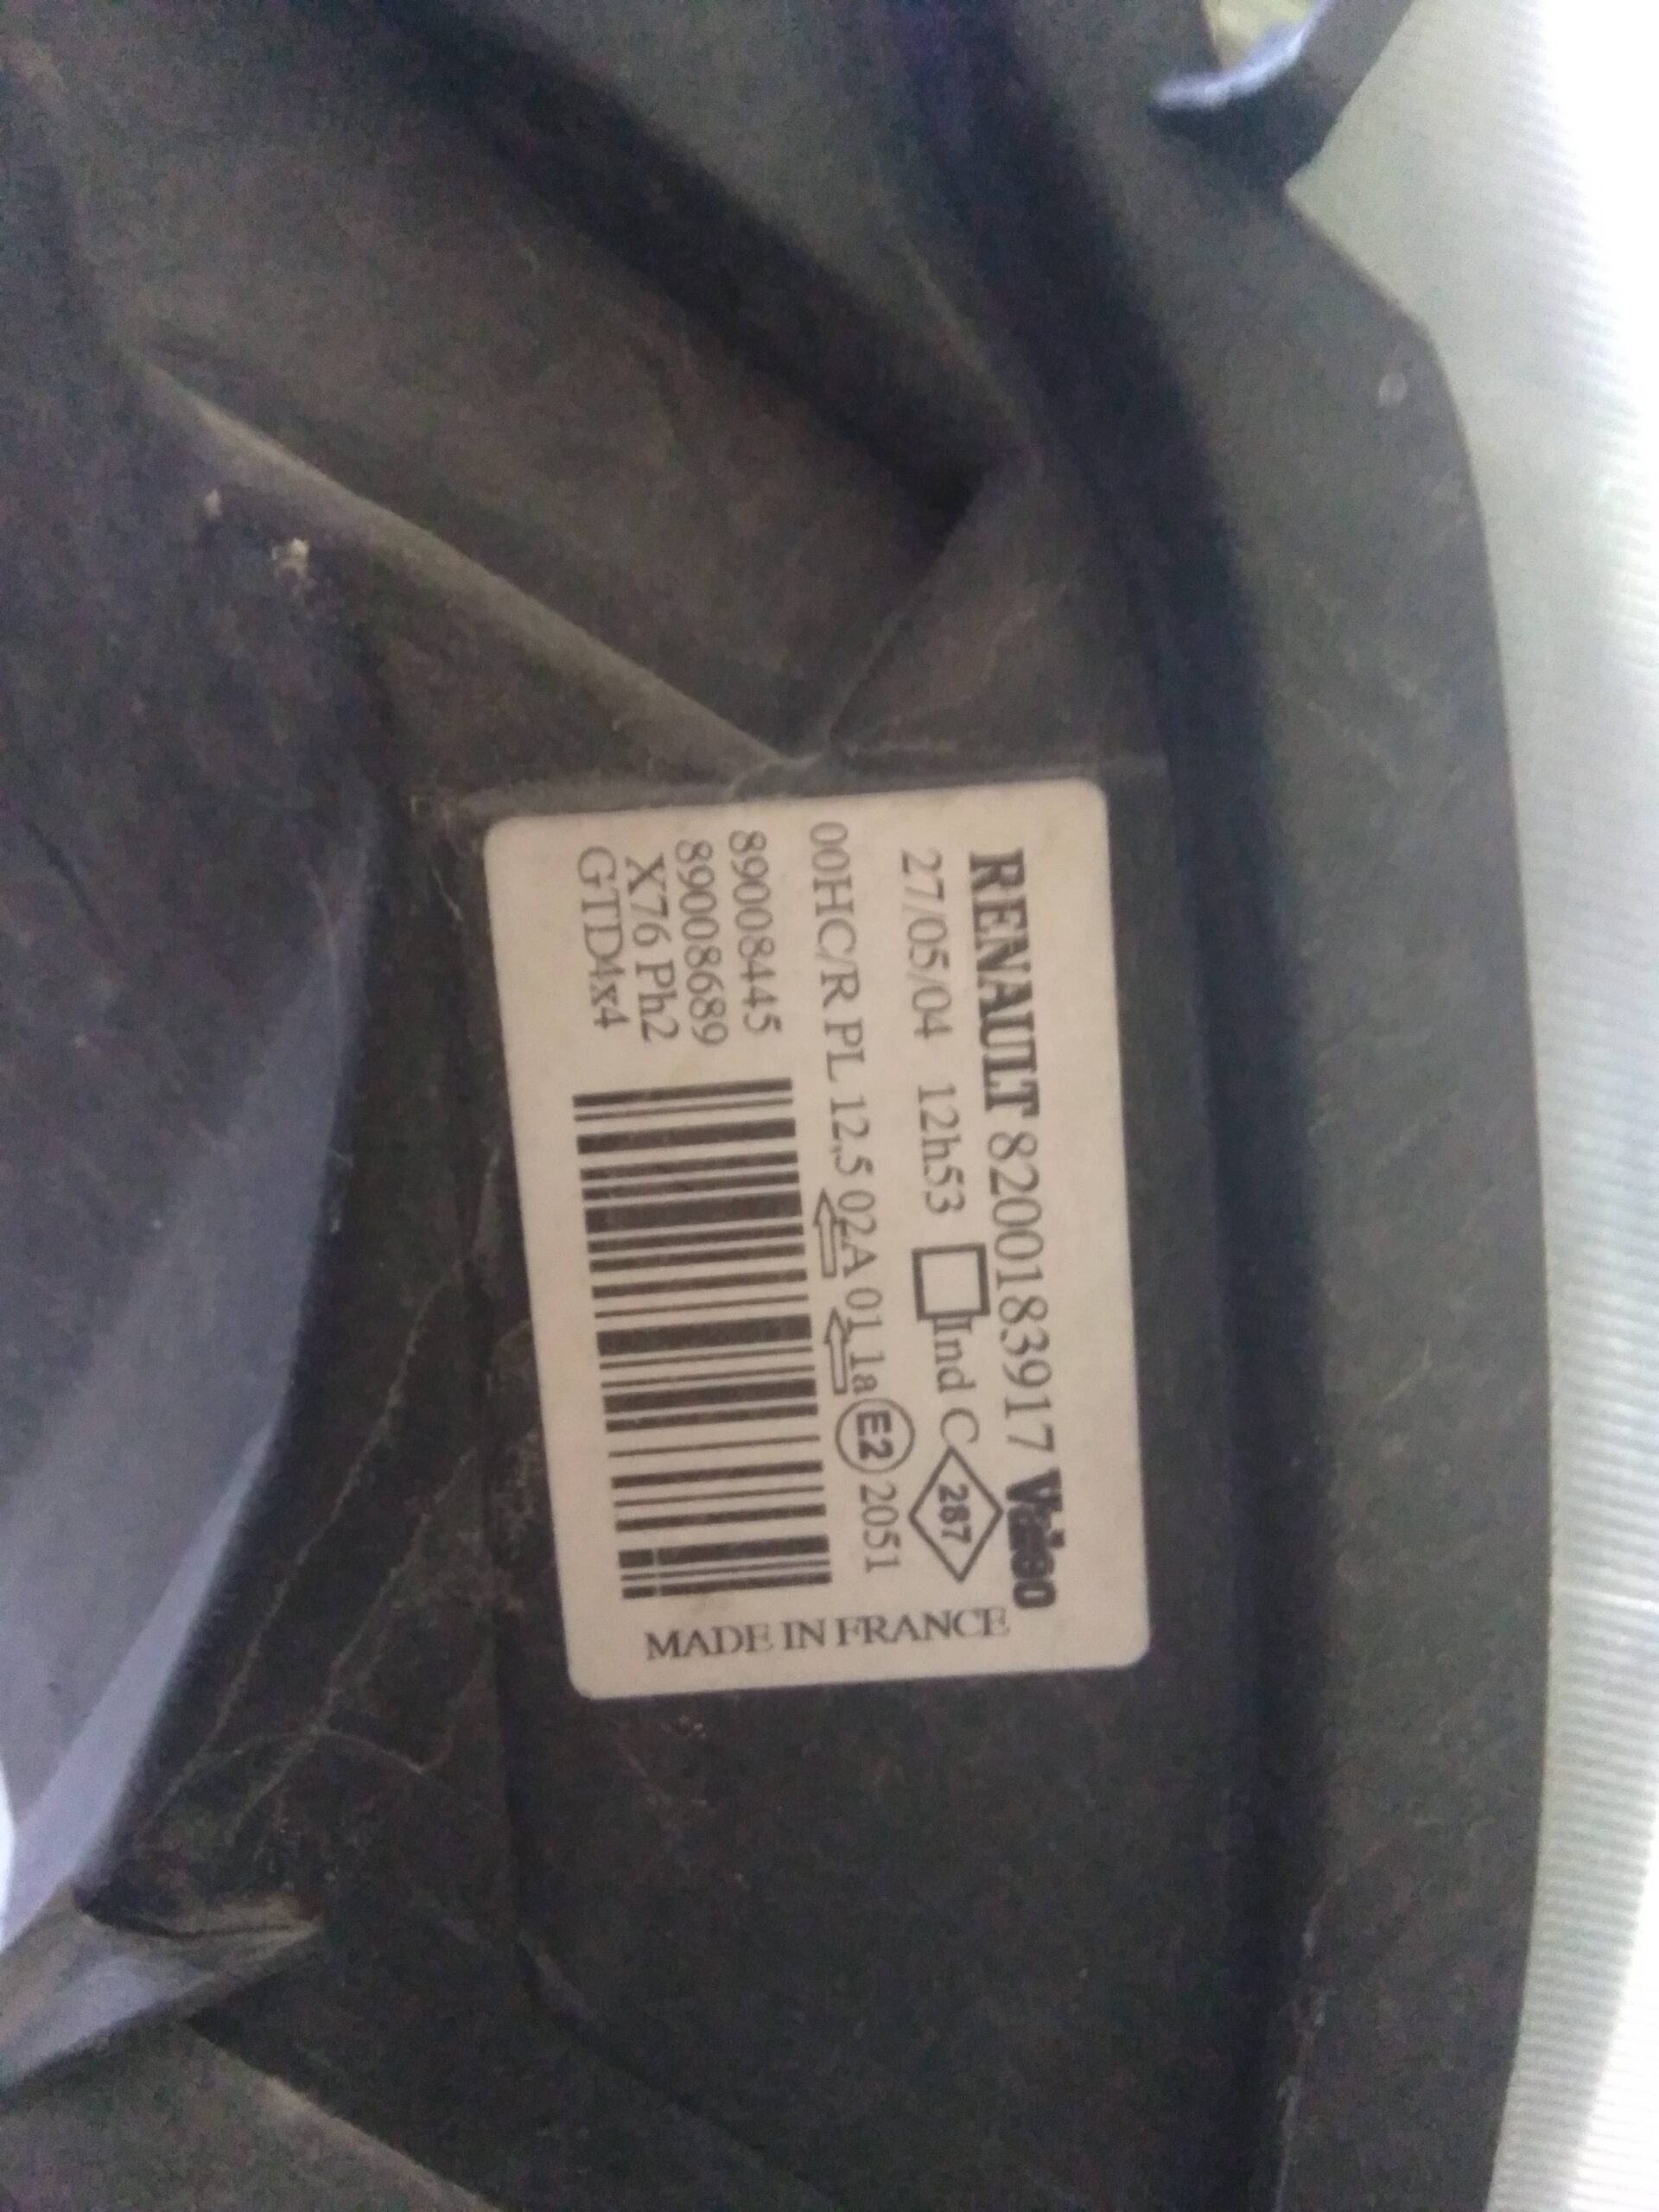 RENAULT 8200183917 Valeo
27/05/04 12h53 Ind C 287
00HC/R PL 12,5 02A 01 1a E2 2051
89008445
89008689
X76 Ph2
GTD4x4
MADE IN FRANCE